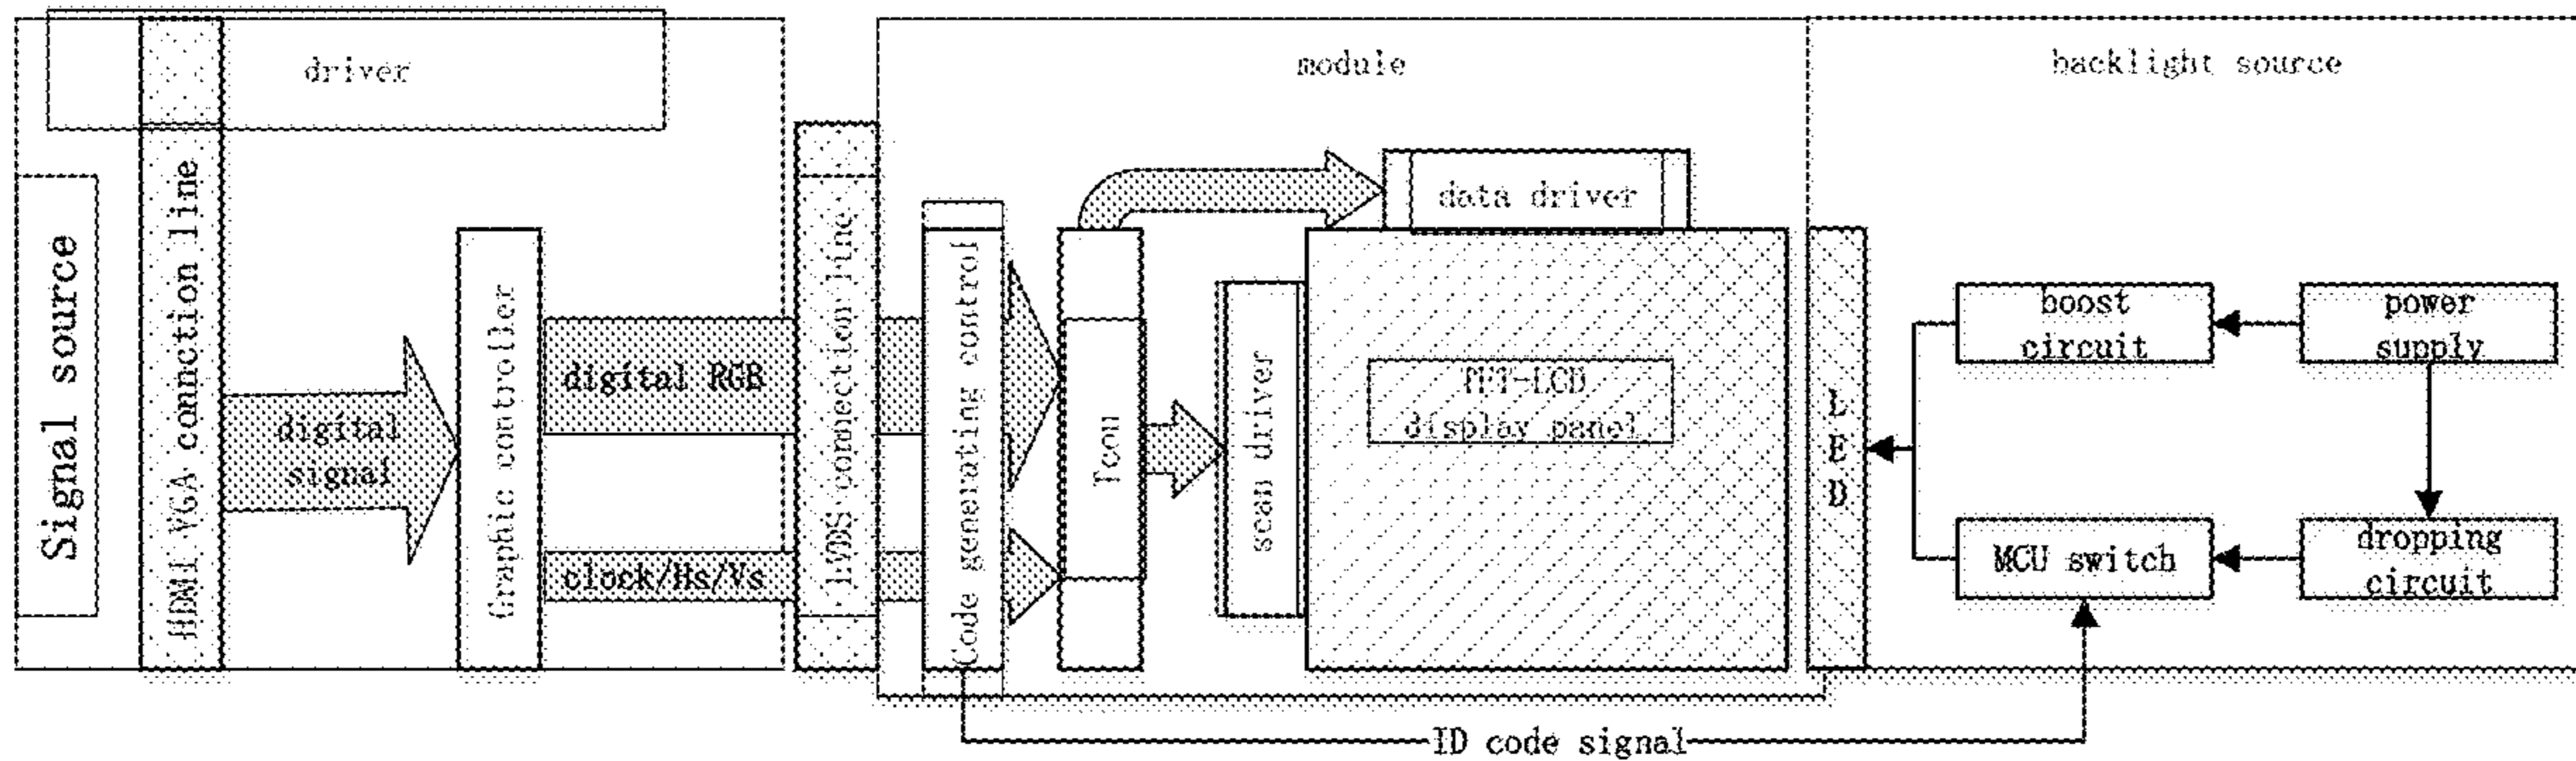 driver
module
backlight source
Signal source
HDMI VGA connction line
digital
signal
Graphic controller
digital RGB
clock/Hs/Vs
LVDS connection line
Code generating control
Tcon
data driver
scan driver
TFT-LCD
display panel
LED
boost
circuit
power
supply
MCU switch
dropping
circuit
ID code signal